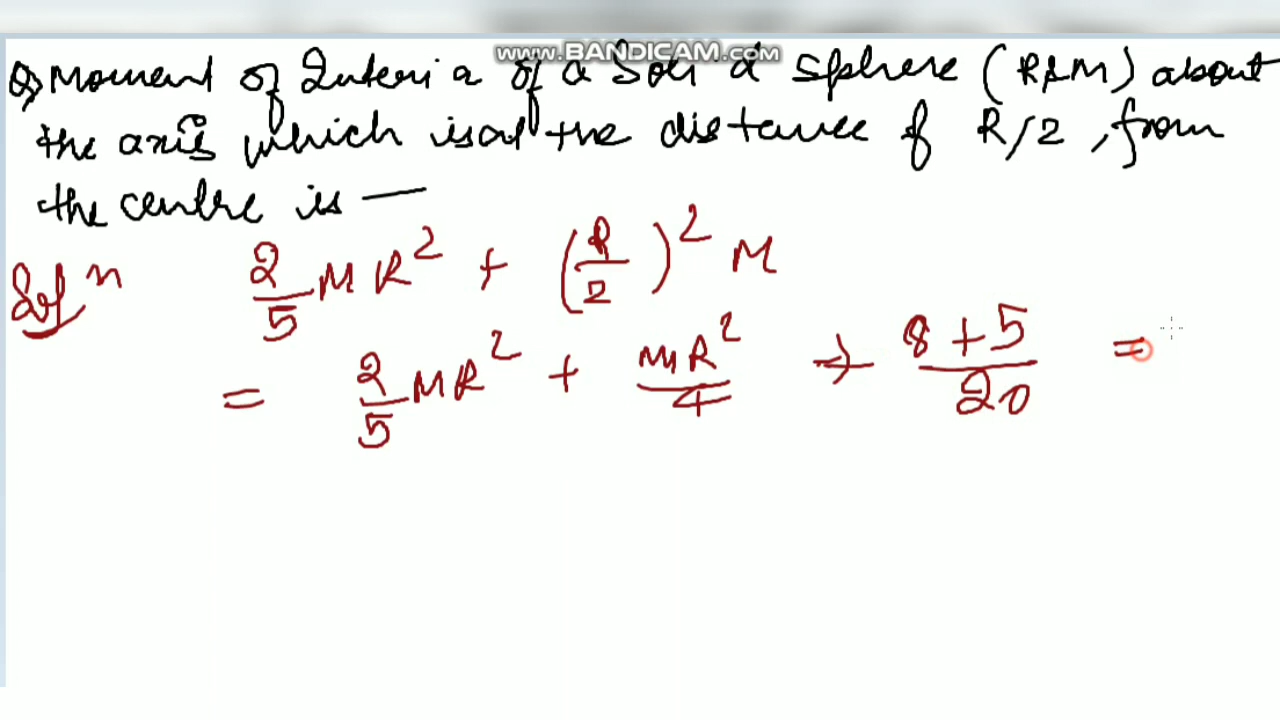 www.BANDICAM.com
Q) Moment of Interia of a Solid sphere (R&M) about
the axis which is at the distance of R/2, from
the centre is —
Solⁿ 2/5 MR² + (R/2)² M
= 2/5 MR² + MR²/4 → 8+5/20 =